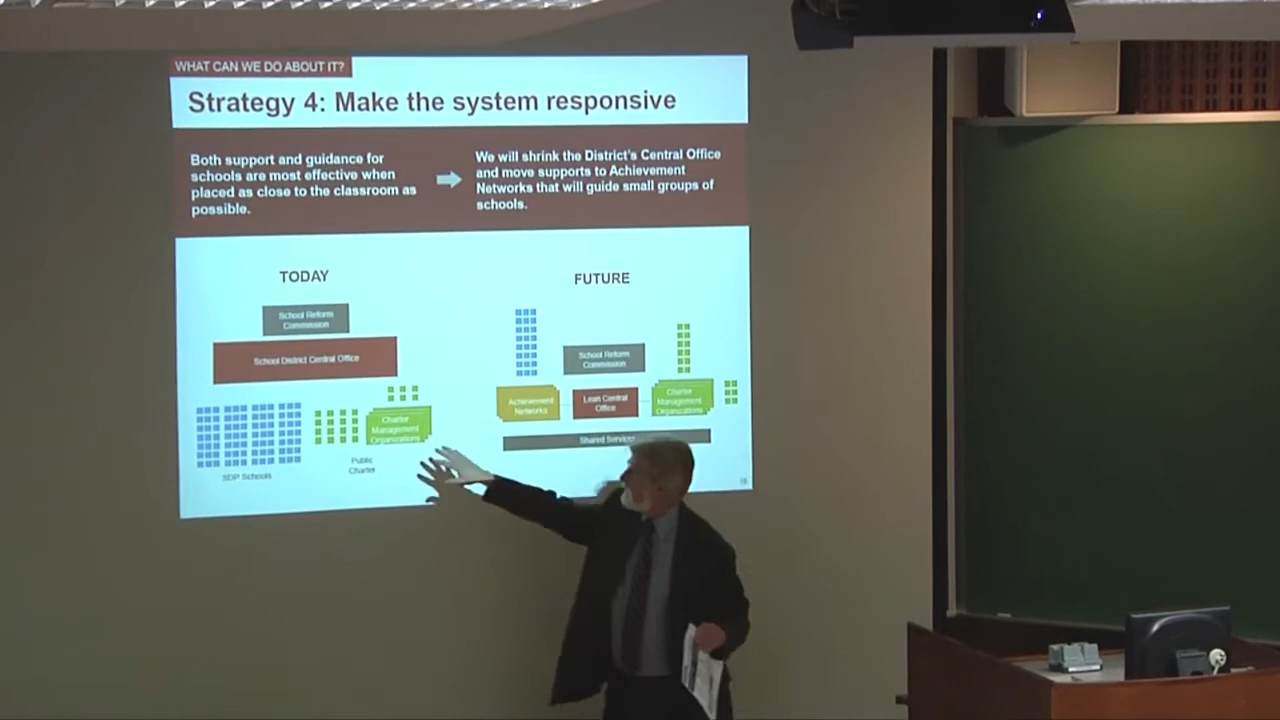 WHAT CAN WE DO ABOUT IT?
Strategy 4: Make the system responsive
Both support and guidance for
schools are most effective when
placed as close to the classroom as
possible.
We will shrink the District's Central Office
and move supports to Achievement
Networks that will guide small groups of
schools.
TODAY
School Reform
Commission
School District Central Office
Charter
Management
Organizations
SDP Schools
Public
Charter
FUTURE
School Reform
Commission
Achievement
Networks
Lean Central
Office
Charter
Management
Organizations
Shared Services